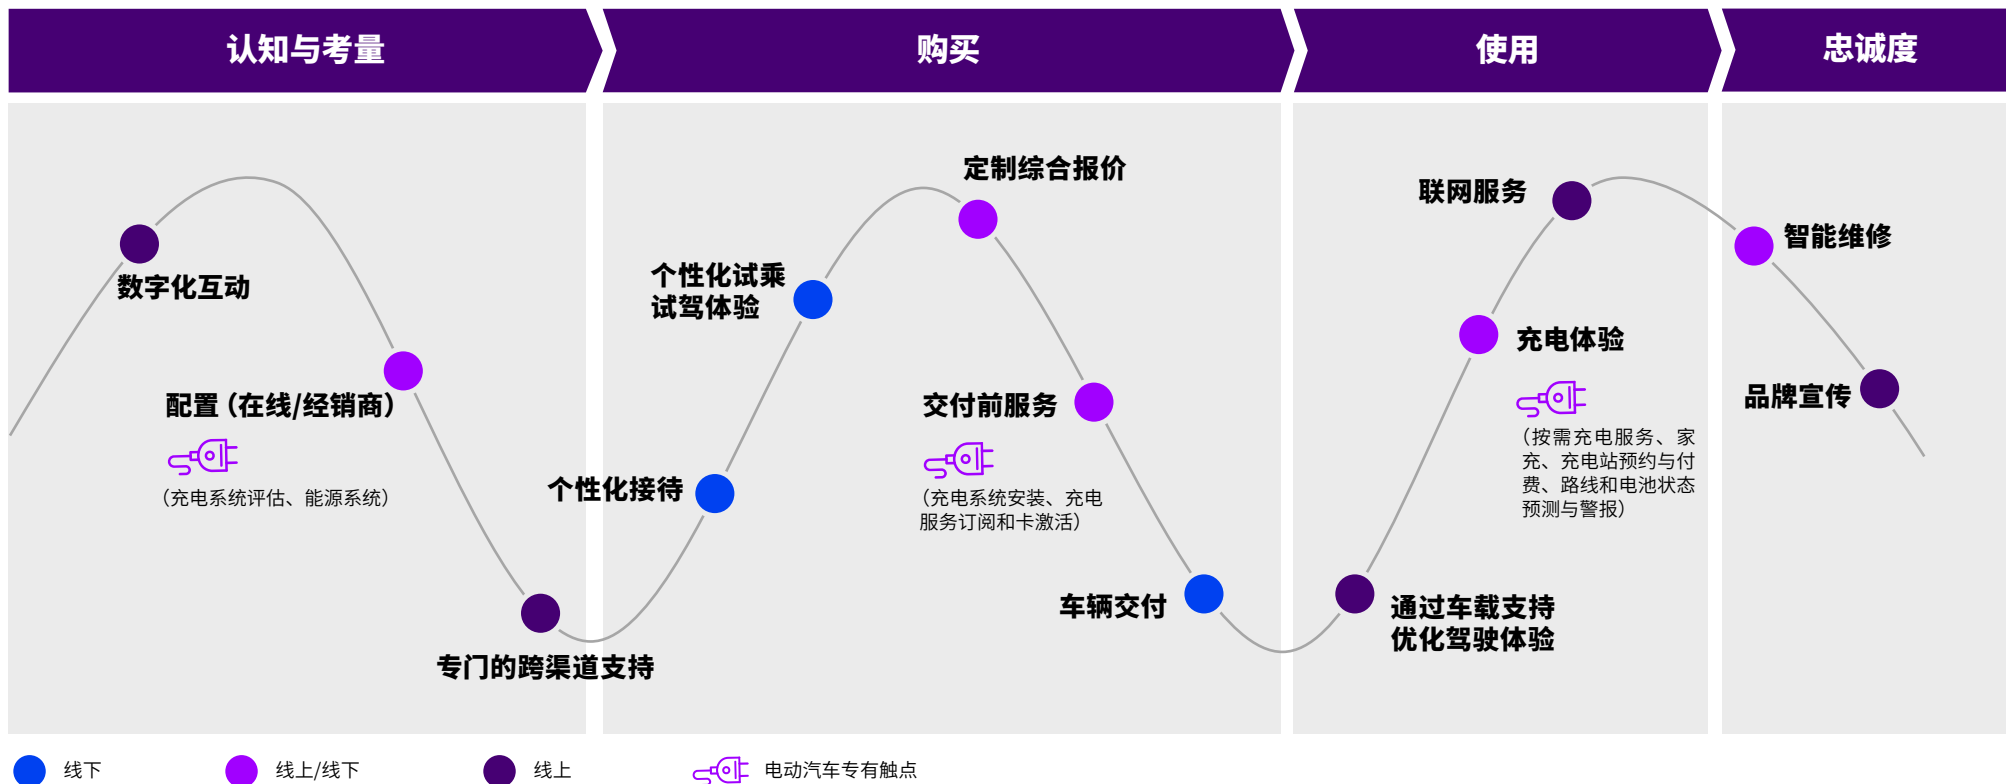 认知与考量
购买
使用
忠诚度
数字化互动
配置（在线/经销商）
（充电系统评估、能源系统）
专门的跨渠道支持
个性化接待
个性化试乘
试驾体验
定制综合报价
交付前服务
（充电系统安装、充电
服务订阅和卡激活）
车辆交付
联网服务
充电体验
（按需充电服务、家
充、充电站预约与付
费、路线和电池状态
预测与警报）
通过车载支持
优化驾驶体验
智能维修
品牌宣传
线下
线上/线下
线上
电动汽车专有触点